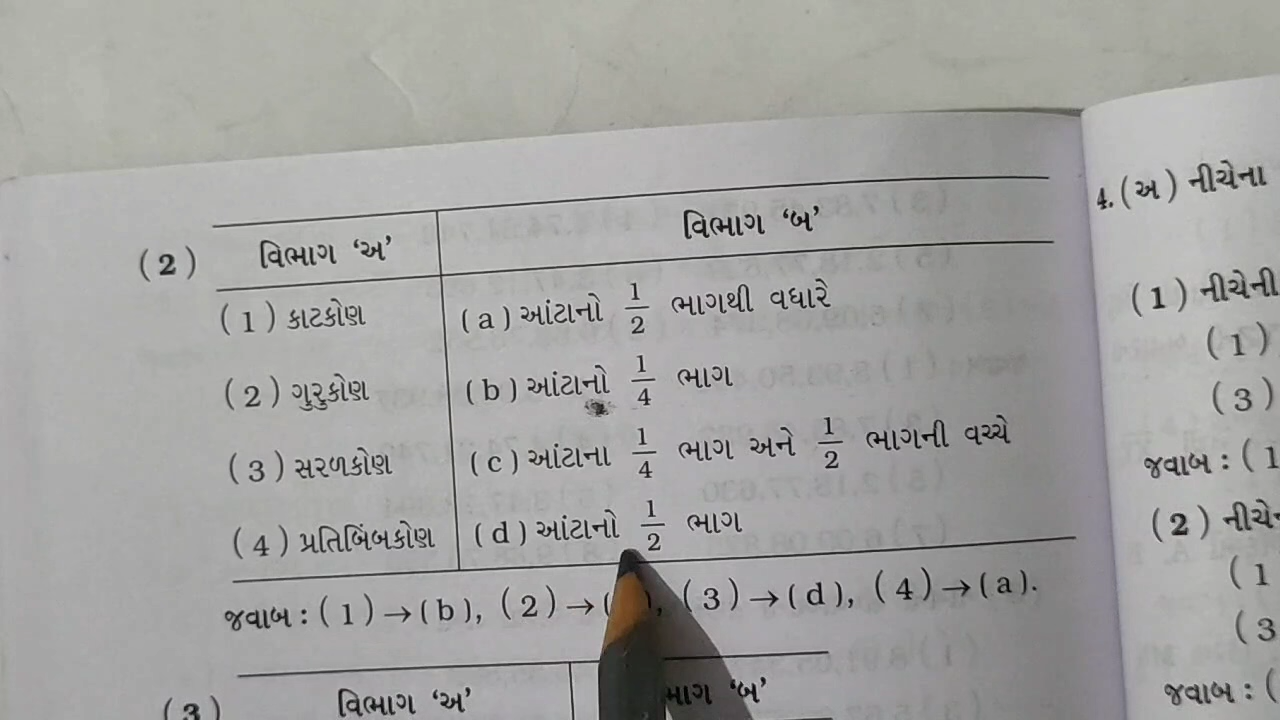 (2) વિભાગ ‘અ’ વિભાગ ‘બ’
(1) કાટકોણ (a) આંટાનો 1/2 ભાગથી વધારે
(2) ગુરુકોણ (b) આંટાનો 1/4 ભાગ
(3) સરળકોણ (c) આંટાના 1/4 ભાગ અને 1/2 ભાગની વચ્ચે
(4) પ્રતિબિંબકોણ (d) આંટાનો 1/2 ભાગ
જવાબ : (1) → (b), (2) → ( ), (3) → (d), (4) → (a).
(3) વિભાગ ‘અ’ ‘બ’
4. (અ) નીચેના
(1) નીચેની
(1)
(3)
જવાબ : (1
(2)
(1
(3
જવાબ : (